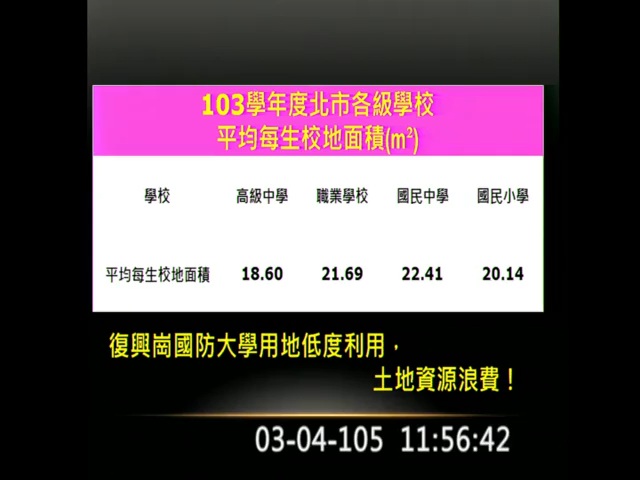 103學年度北市各級學校
平均每生校地面積(m²)
學校 高級中學 職業學校 國民中學 國民小學
平均每生校地面積 18.60 21.69 22.41 20.14
復興崗國防大學用地低度利用，
土地資源浪費！
03-04-105 11:56:42